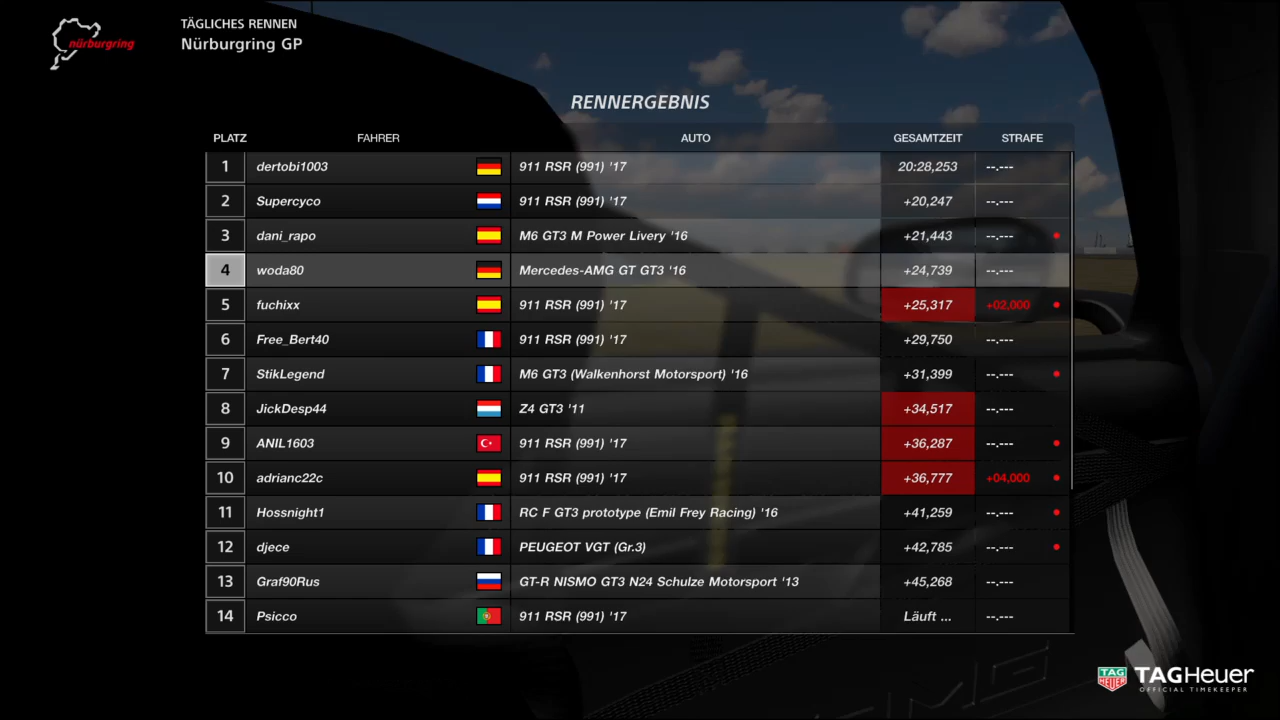 nürburgring
TÄGLICHES RENNEN
Nürburgring GP
RENNERGEBNIS
PLATZ FAHRER AUTO GESAMTZEIT STRAFE
1 dertobi1003 911 RSR (991) '17 20:28,253 --.---
2 Supercyco 911 RSR (991) '17 +20,247 --.---
3 dani_rapo M6 GT3 M Power Livery '16 +21,443 --.---
4 woda80 Mercedes-AMG GT GT3 '16 +24,739 --.---
5 fuchixx 911 RSR (991) '17 +25,317 +02,000
6 Free_Bert40 911 RSR (991) '17 +29,750 --.---
7 StikLegend M6 GT3 (Walkenhorst Motorsport) '16 +31,399 --.---
8 JickDesp44 Z4 GT3 '11 +34,517 --.---
9 ANIL1603 911 RSR (991) '17 +36,287 --.---
10 adrianc22c 911 RSR (991) '17 +36,777 +04,000
11 Hossnight1 RC F GT3 prototype (Emil Frey Racing) '16 +41,259 --.---
12 djece PEUGEOT VGT (Gr.3) +42,785 --.---
13 Graf90Rus GT-R NISMO GT3 N24 Schulze Motorsport '13 +45,268 --.---
14 Psicco 911 RSR (991) '17 Läuft ... --.---
TAG HEUER TAGHeuer
OFFICIAL TIMEKEEPER